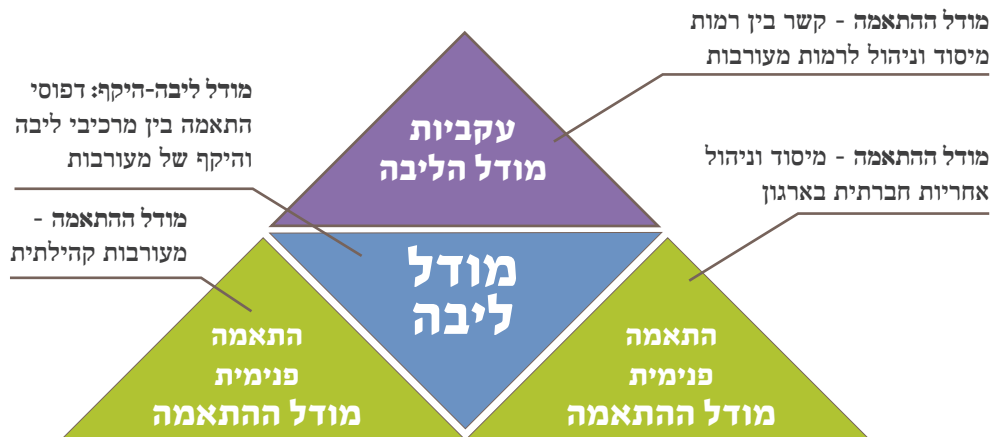 מודל ההתאמה - קשר בין רמות
מיסוד וניהול לרמות מעורבות
מודל ליבה-היקף: דפוסי
התאמה בין מרכיבי ליבה
והיקף של מעורבות
עקביות
מודל הליבה
מודל ההתאמה - מיסוד וניהול
אחריות חברתית בארגון
מודל ההתאמה -
מעורבות קהילתית
מודל
ליבה
התאמה
פנימית
מודל ההתאמה
התאמה
פנימית
מודל ההתאמה